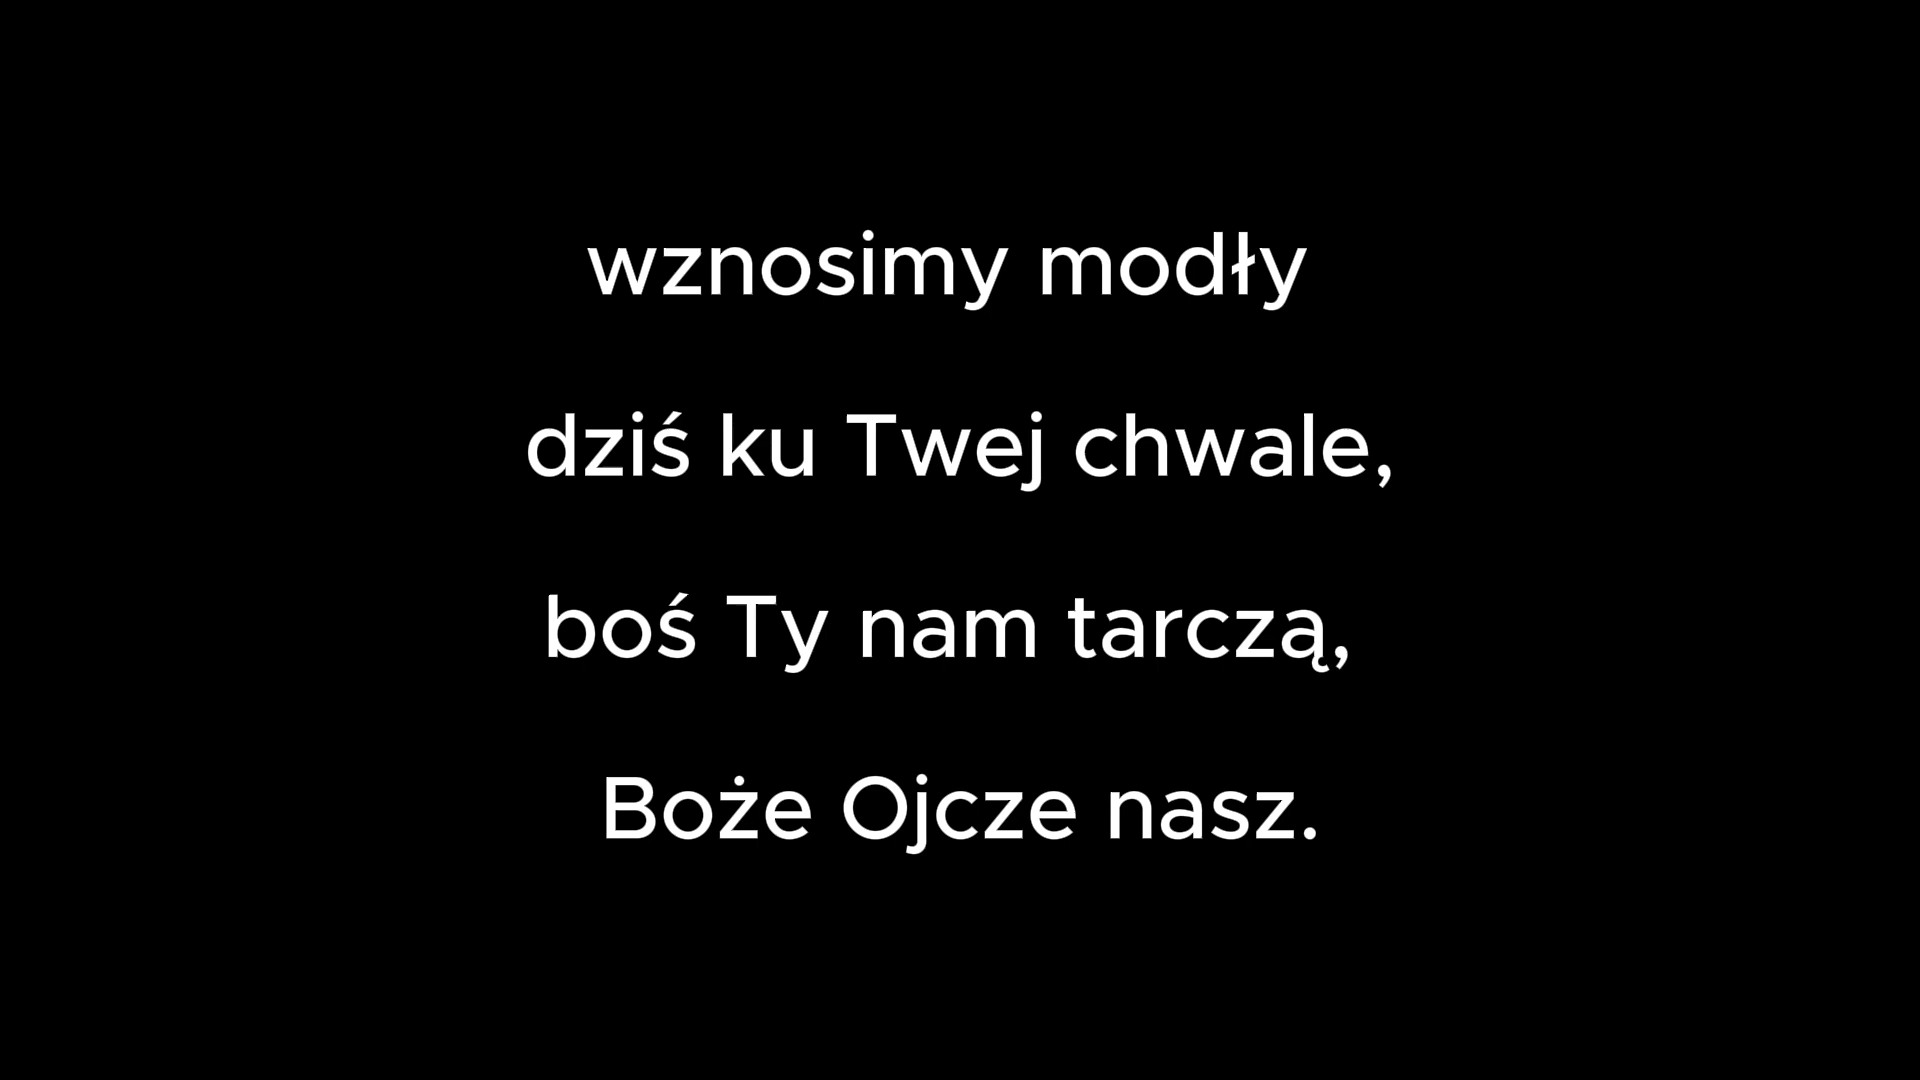 wznosimy modły
dziś ku Twej chwale,
boś Ty nam tarczą,
Boże Ojcze nasz.